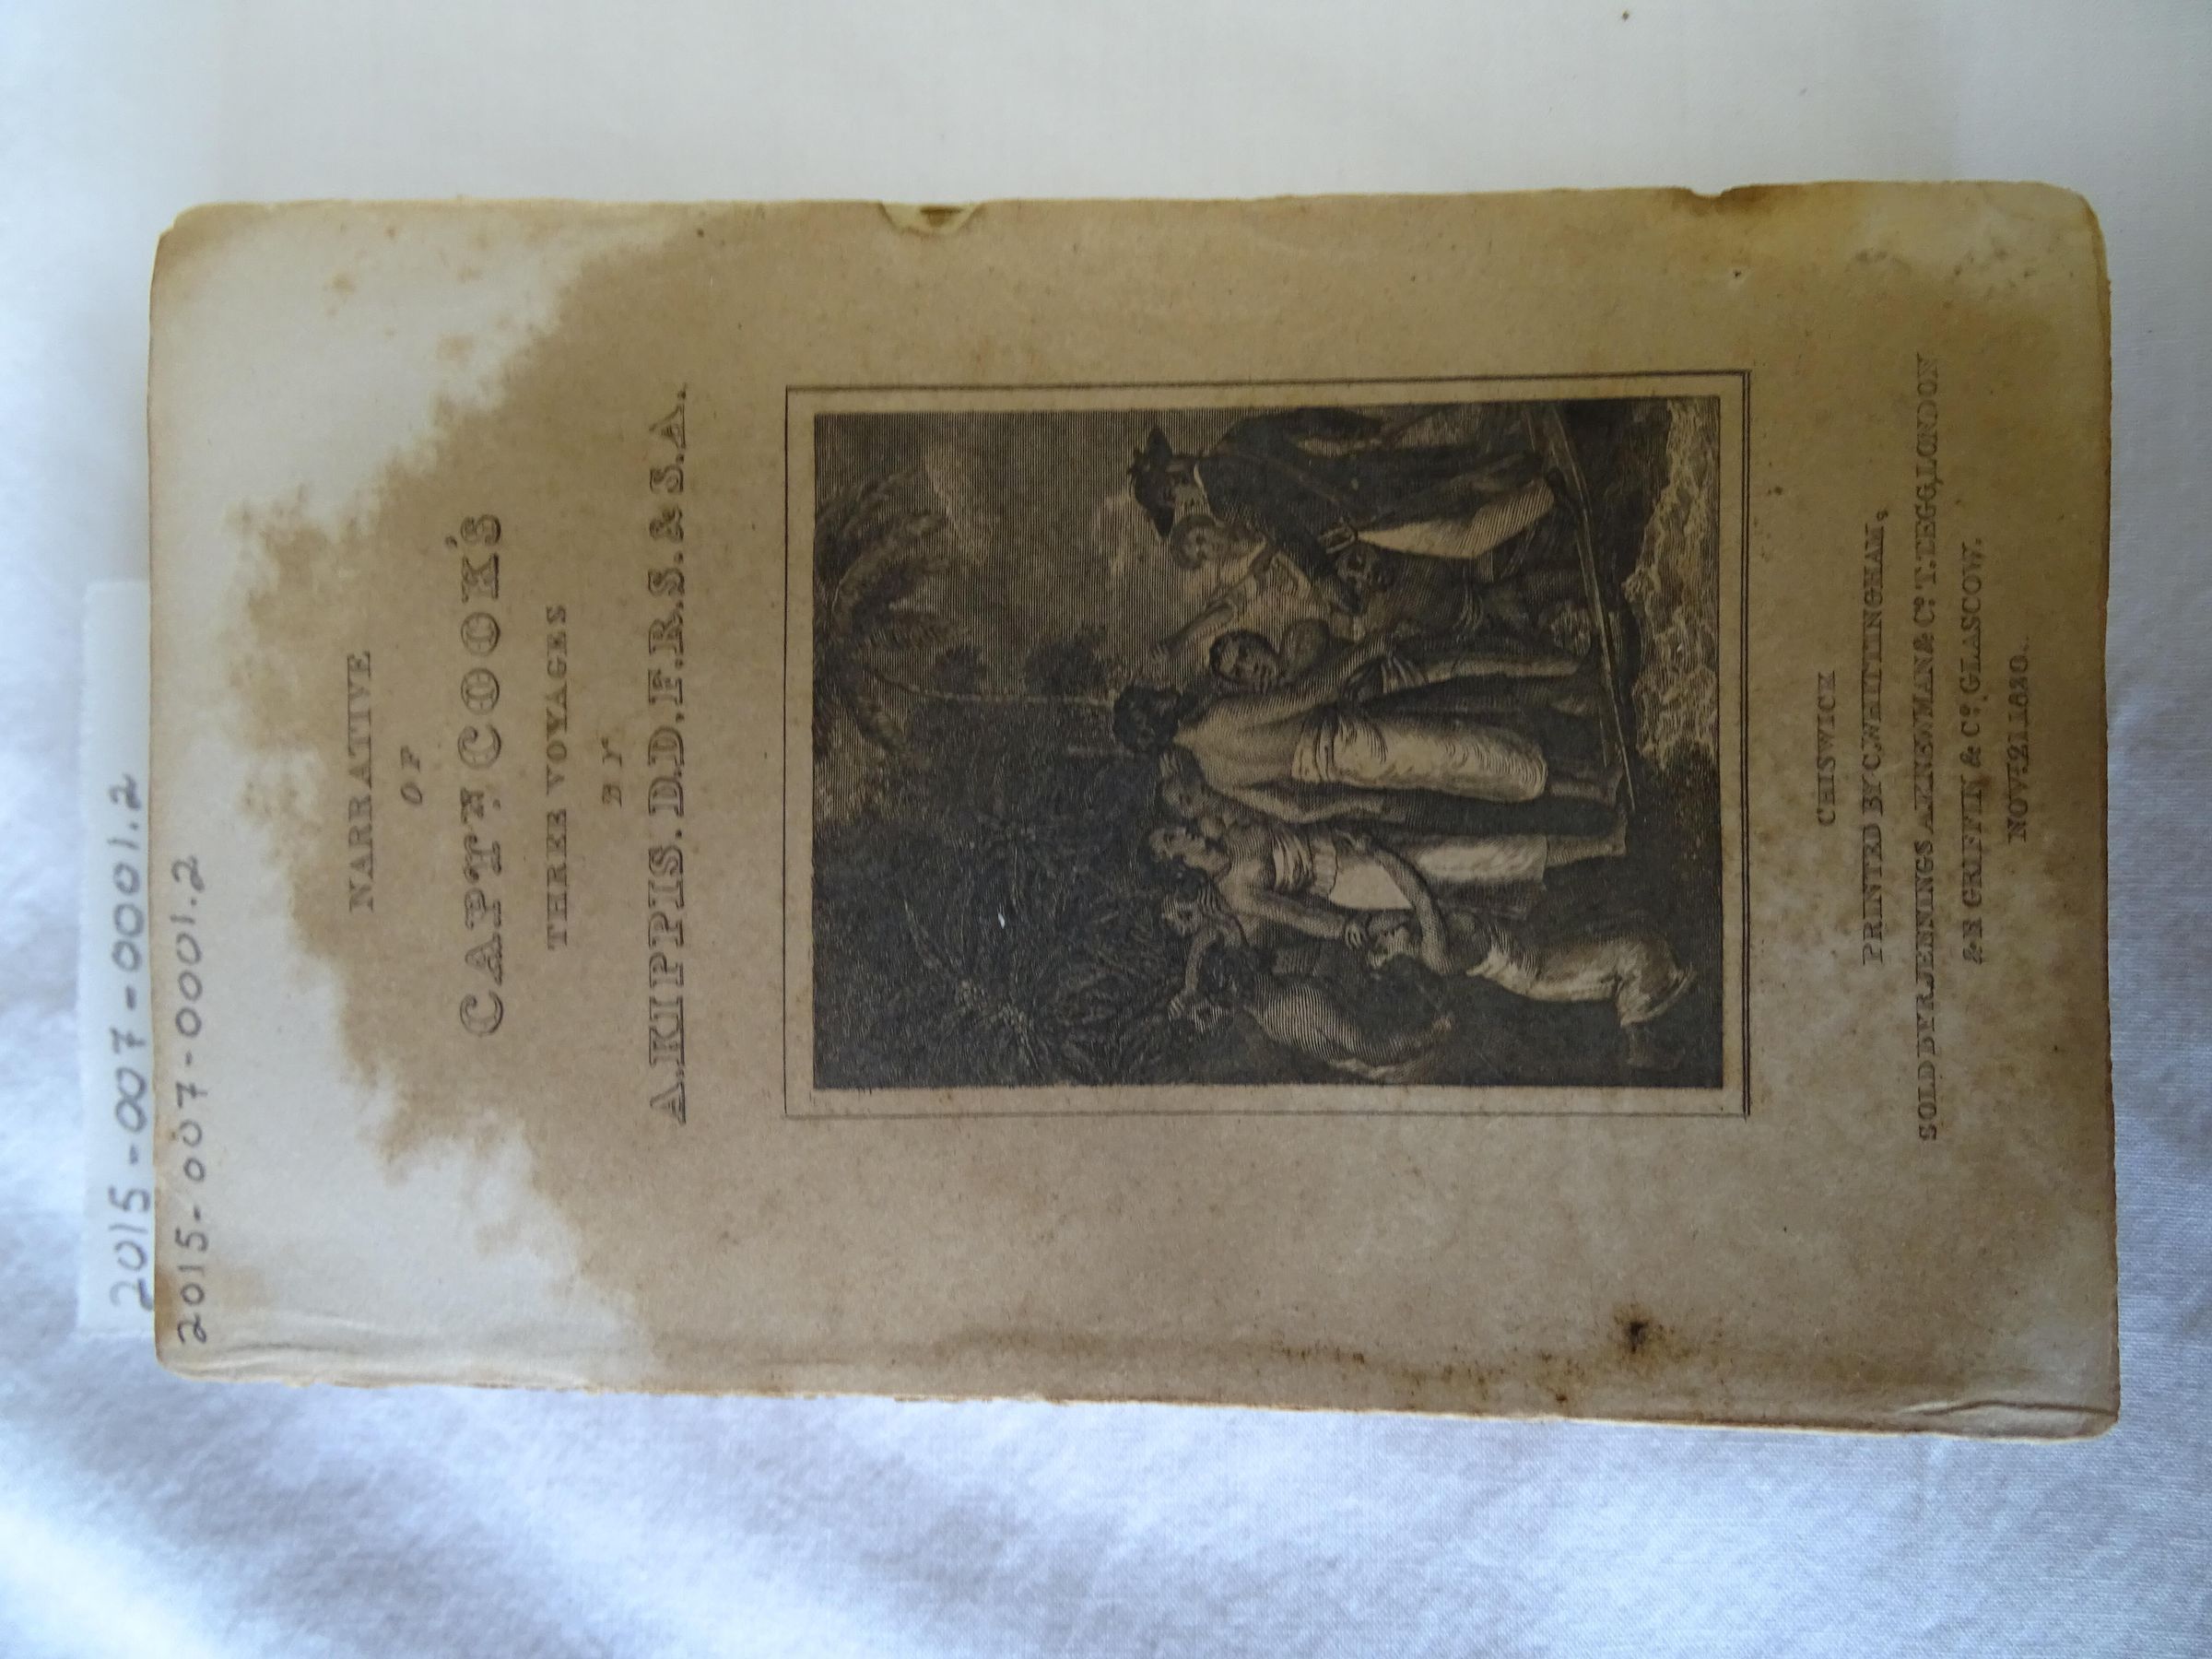 2015-007-0001.2
2015-007-0001.2
NARRATIVE
OF
CAPTN. COOK'S
THREE VOYAGES
BY
A. KIPPIS. D.D. F.R.S. & S.A.
CHISWICK
PRINTED BY C. WHITTINGHAM,
SOLD BY R. JENNINGS, A.K. NEWMAN & Co. T. TEGG, LONDON
& R GRIFFIN & Co. GLASCOW.
NOV. 21 1820.